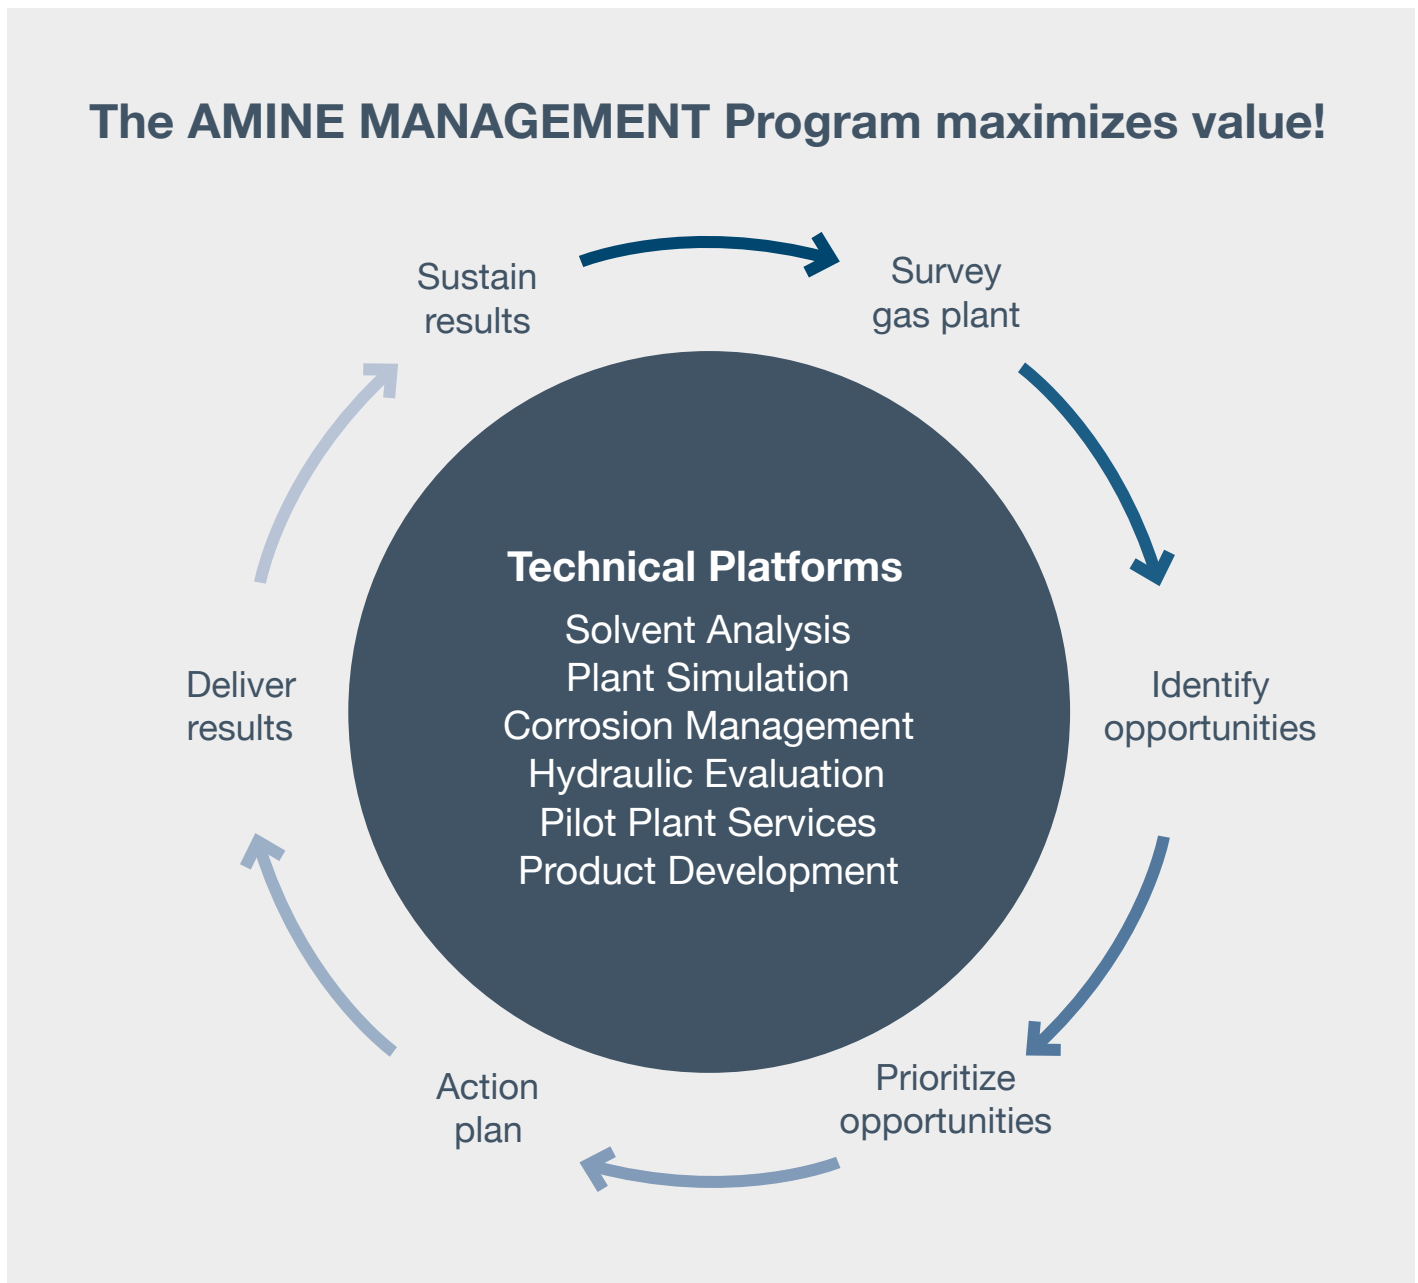 The AMINE MANAGEMENT Program maximizes value!
Sustain
results
Survey
gas plant
Technical Platforms
Solvent Analysis
Plant Simulation
Corrosion Management
Hydraulic Evaluation
Pilot Plant Services
Product Development
Deliver
results
Identify
opportunities
Action
plan
Prioritize
opportunities